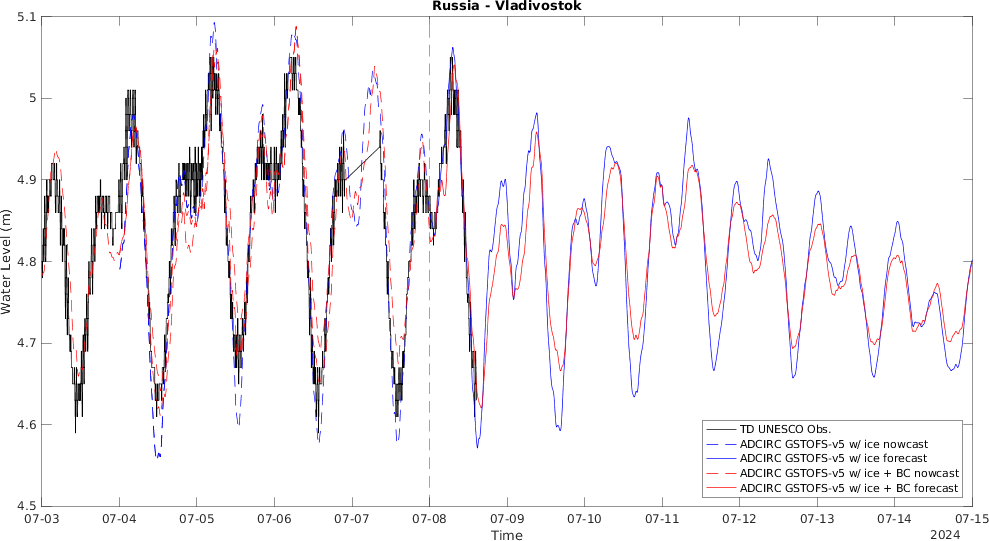 Russia - Vladivostok
5.1
5
4.9
4.8
4.7
4.6
4.5
Water Level (m)
TD UNESCO Obs.
ADCIRC GSTOFS-v5 w/ ice nowcast
ADCIRC GSTOFS-v5 w/ ice forecast
ADCIRC GSTOFS-v5 w/ ice + BC nowcast
ADCIRC GSTOFS-v5 w/ ice + BC forecast
07-03 07-04 07-05 07-06 07-07 07-08 07-09 07-10 07-11 07-12 07-13 07-14 07-15
Time
2024